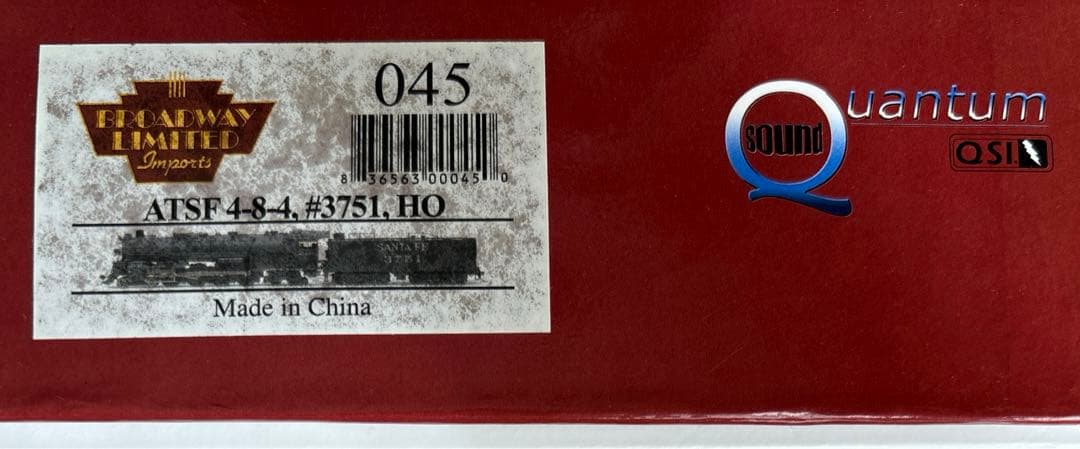 045
BROADWAY
LIMITED
Imports
8 36563 00045 0
ATSF 4-8-4, #3751, HO
SANTA FE
3751
Made in China
Quantum
sound
QSI